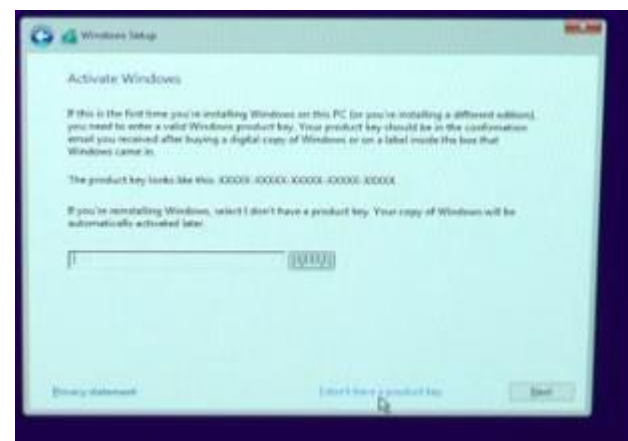 Windows Setup
Activate Windows
If this is the first time you're installing Windows on this PC (or you're installing a different edition),
you need to enter a valid Windows product key. Your product key should be in the confirmation
email you received after buying a digital copy of Windows or on a label inside the box that
Windows came in.
The product key looks like this: XXXXX-XXXXX-XXXXX-XXXXX-XXXXX
If you're reinstalling Windows, select I don't have a product key. Your copy of Windows will be
automatically activated later.
Privacy statement
I don't have a product key
Next